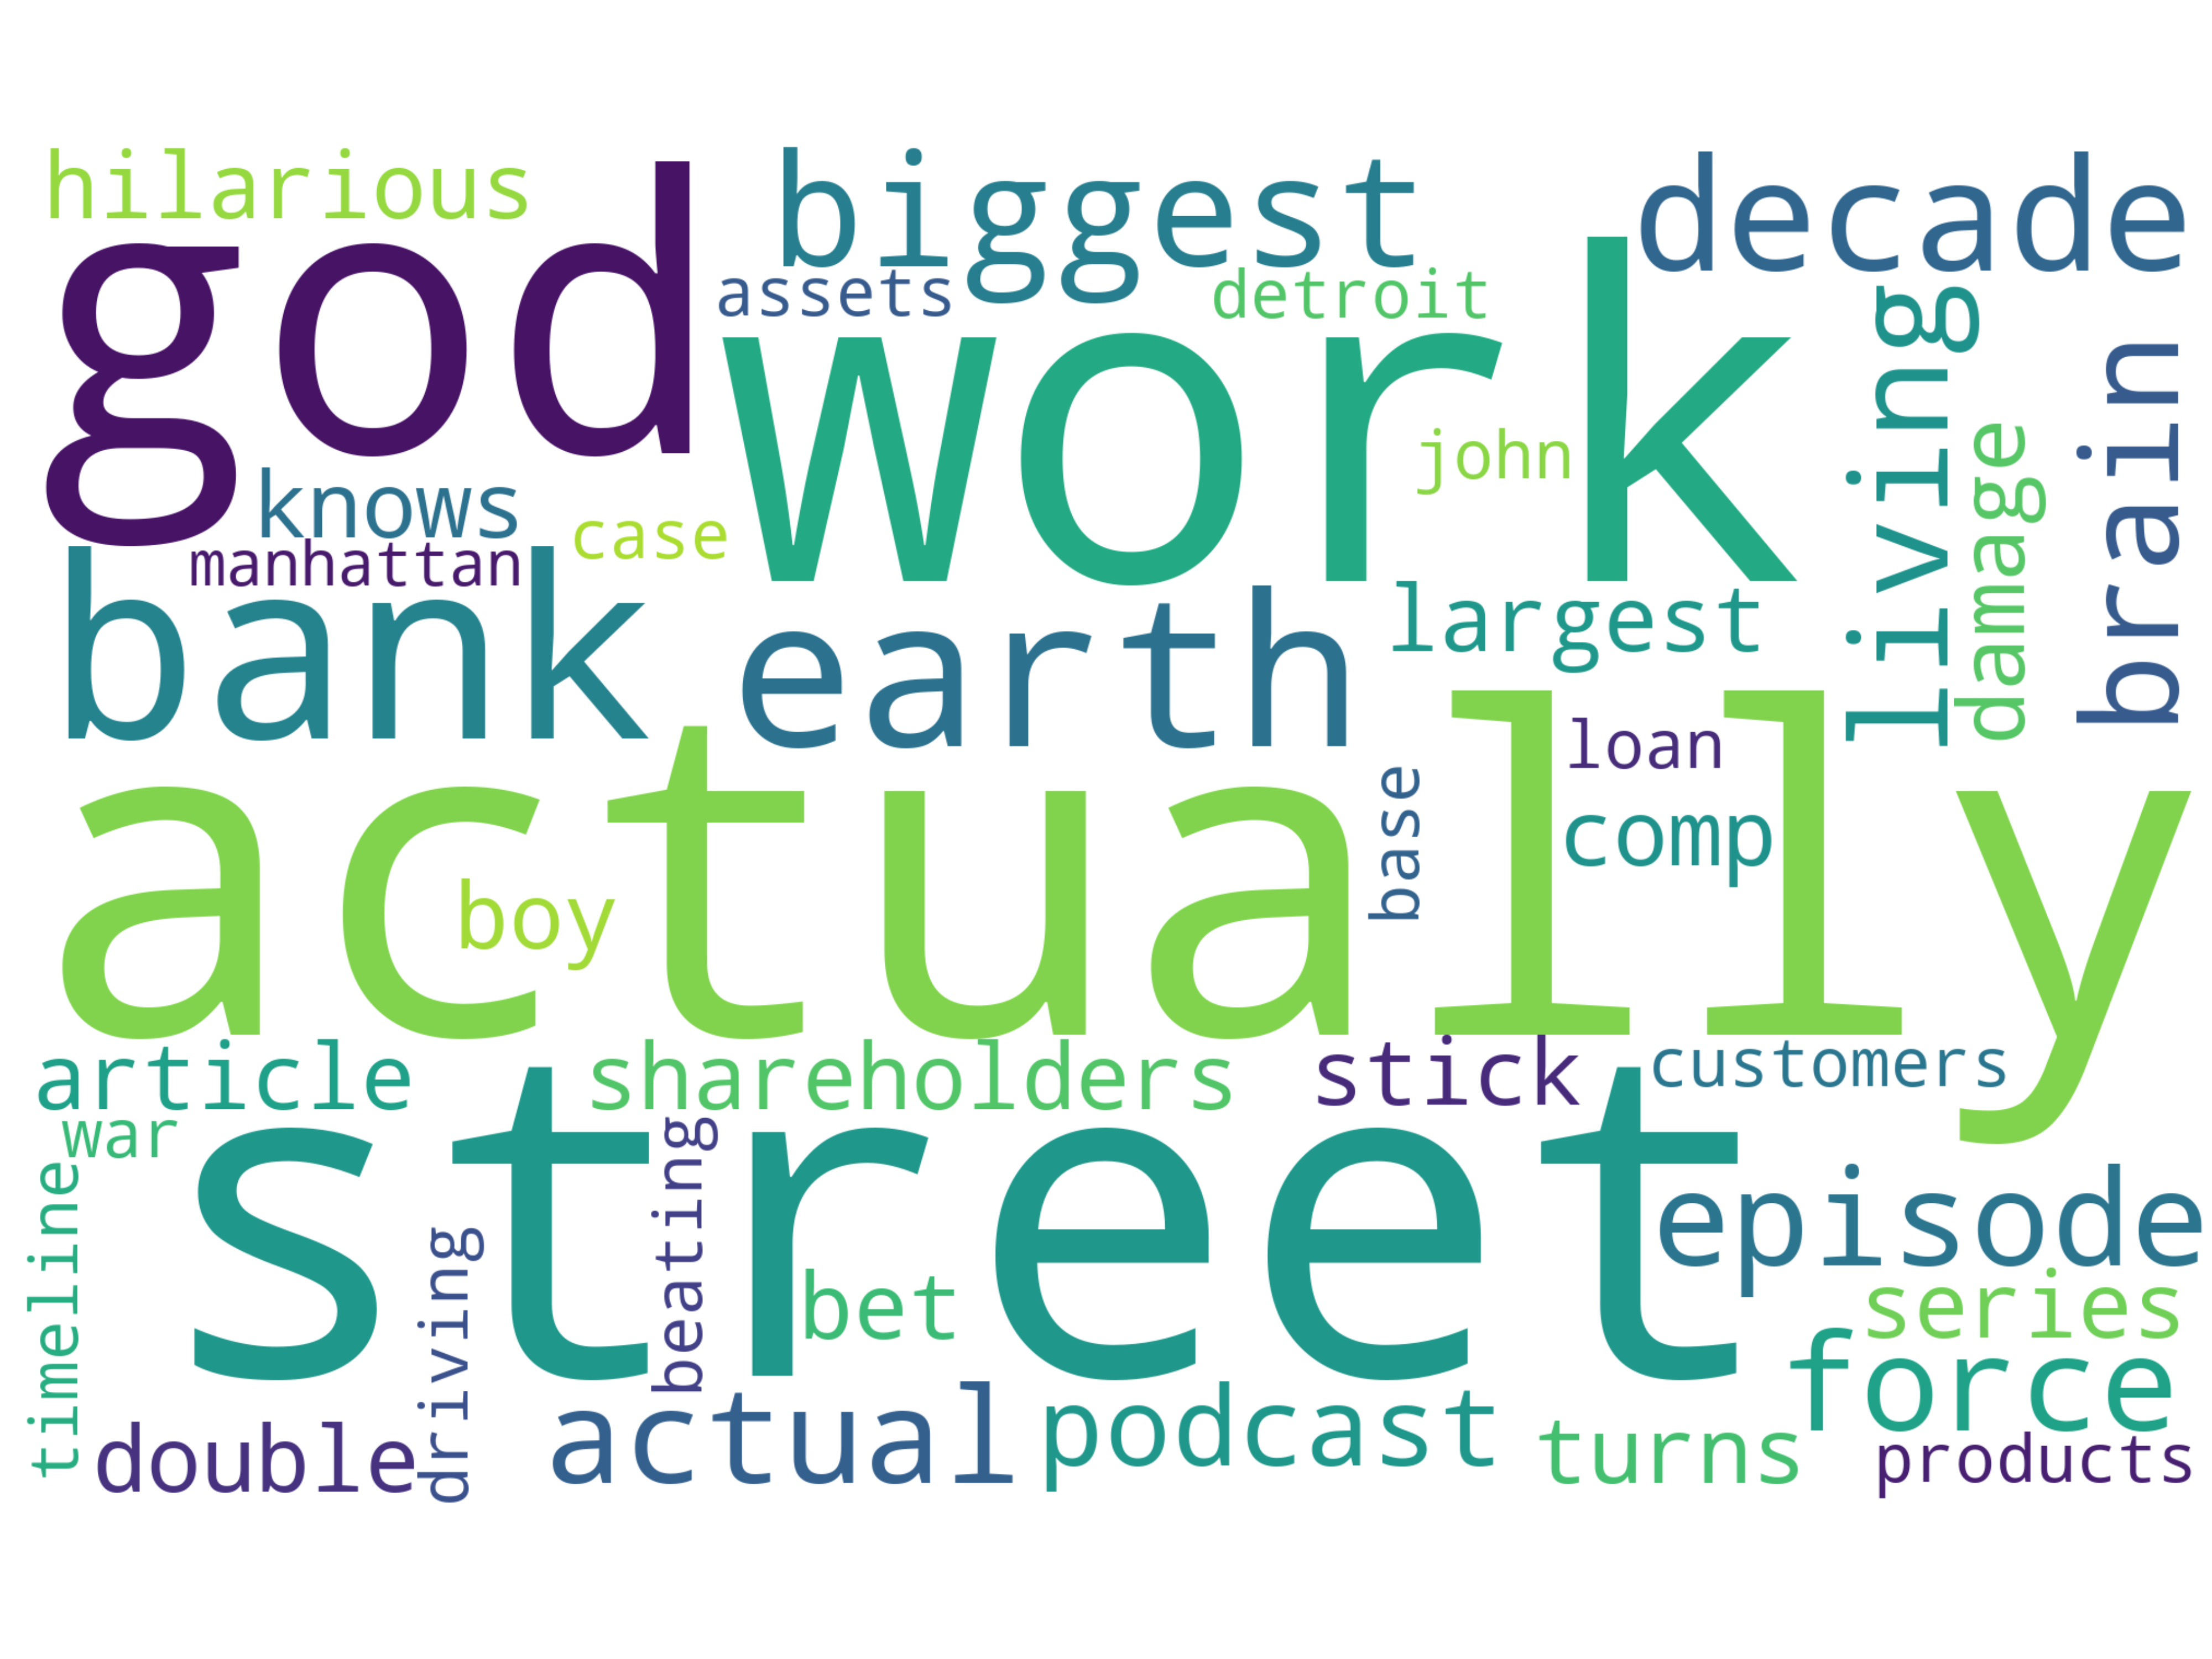 hilarious
biggest
decade
god
assets
detroit
work
living
brain
john
damage
knows
case
manhattan
bank
earth
largest
loan
actually
base
comp
boy
article
shareholders
stick
customers
war
street
timeline
beating
driving
bet
episode
series
force
double
actual
podcast
turns
products